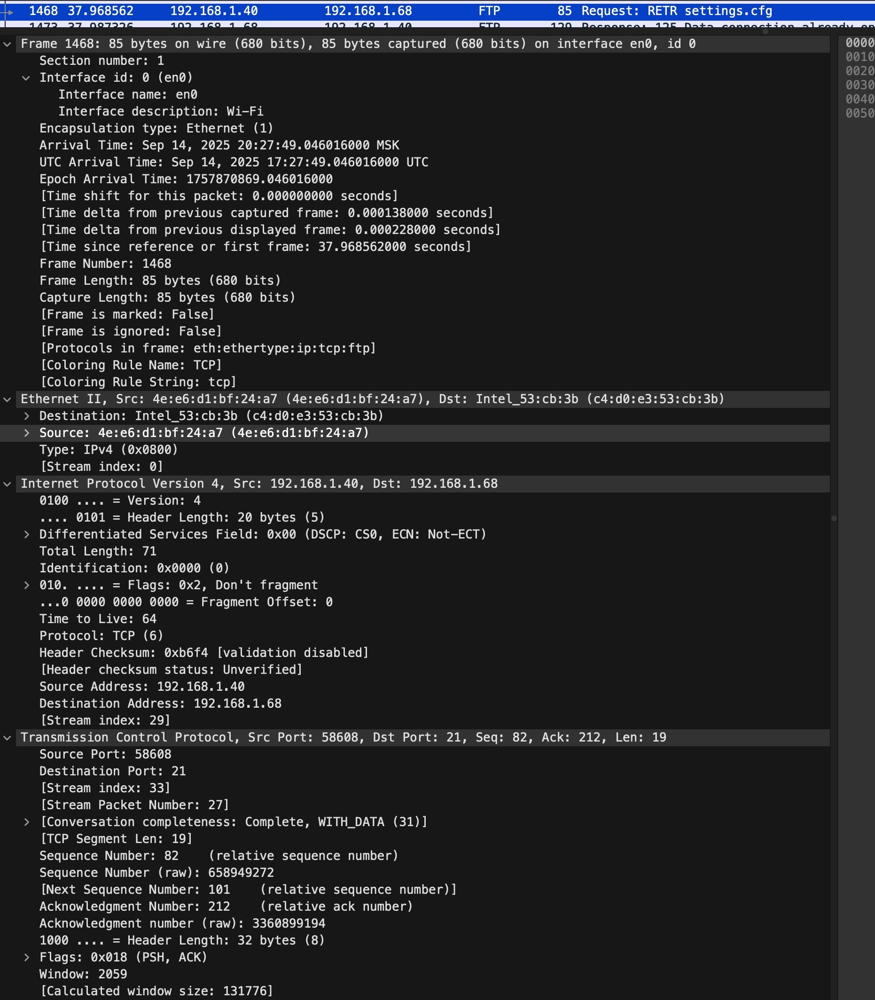 1468 37.968562 192.168.1.40 192.168.1.68 FTP 85 Request: RETR settings.cfg
1473 37.987326 192.168.1.68 192.168.1.40 FTP 129 Response: 125 Data connection already op
Frame 1468: 85 bytes on wire (680 bits), 85 bytes captured (680 bits) on interface en0, id 0
Section number: 1
Interface id: 0 (en0)
Interface name: en0
Interface description: Wi-Fi
Encapsulation type: Ethernet (1)
Arrival Time: Sep 14, 2025 20:27:49.046016000 MSK
UTC Arrival Time: Sep 14, 2025 17:27:49.046016000 UTC
Epoch Arrival Time: 1757870869.046016000
[Time shift for this packet: 0.000000000 seconds]
[Time delta from previous captured frame: 0.000138000 seconds]
[Time delta from previous displayed frame: 0.000228000 seconds]
[Time since reference or first frame: 37.968562000 seconds]
Frame Number: 1468
Frame Length: 85 bytes (680 bits)
Capture Length: 85 bytes (680 bits)
[Frame is marked: False]
[Frame is ignored: False]
[Protocols in frame: eth:ethertype:ip:tcp:ftp]
[Coloring Rule Name: TCP]
[Coloring Rule String: tcp]
Ethernet II, Src: 4e:e6:d1:bf:24:a7 (4e:e6:d1:bf:24:a7), Dst: Intel_53:cb:3b (c4:d0:e3:53:cb:3b)
Destination: Intel_53:cb:3b (c4:d0:e3:53:cb:3b)
Source: 4e:e6:d1:bf:24:a7 (4e:e6:d1:bf:24:a7)
Type: IPv4 (0x0800)
[Stream index: 0]
Internet Protocol Version 4, Src: 192.168.1.40, Dst: 192.168.1.68
0100 .... = Version: 4
.... 0101 = Header Length: 20 bytes (5)
Differentiated Services Field: 0x00 (DSCP: CS0, ECN: Not-ECT)
Total Length: 71
Identification: 0x0000 (0)
010. .... = Flags: 0x2, Don't fragment
...0 0000 0000 0000 = Fragment Offset: 0
Time to Live: 64
Protocol: TCP (6)
Header Checksum: 0xb6f4 [validation disabled]
[Header checksum status: Unverified]
Source Address: 192.168.1.40
Destination Address: 192.168.1.68
[Stream index: 29]
Transmission Control Protocol, Src Port: 58608, Dst Port: 21, Seq: 82, Ack: 212, Len: 19
Source Port: 58608
Destination Port: 21
[Stream index: 33]
[Stream Packet Number: 27]
[Conversation completeness: Complete, WITH_DATA (31)]
[TCP Segment Len: 19]
Sequence Number: 82 (relative sequence number)
Sequence Number (raw): 658949272
[Next Sequence Number: 101 (relative sequence number)]
Acknowledgment Number: 212 (relative ack number)
Acknowledgment number (raw): 3360899194
1000 .... = Header Length: 32 bytes (8)
Flags: 0x018 (PSH, ACK)
Window: 2059
[Calculated window size: 131776]
0000
0010
0020
0030
0040
0050